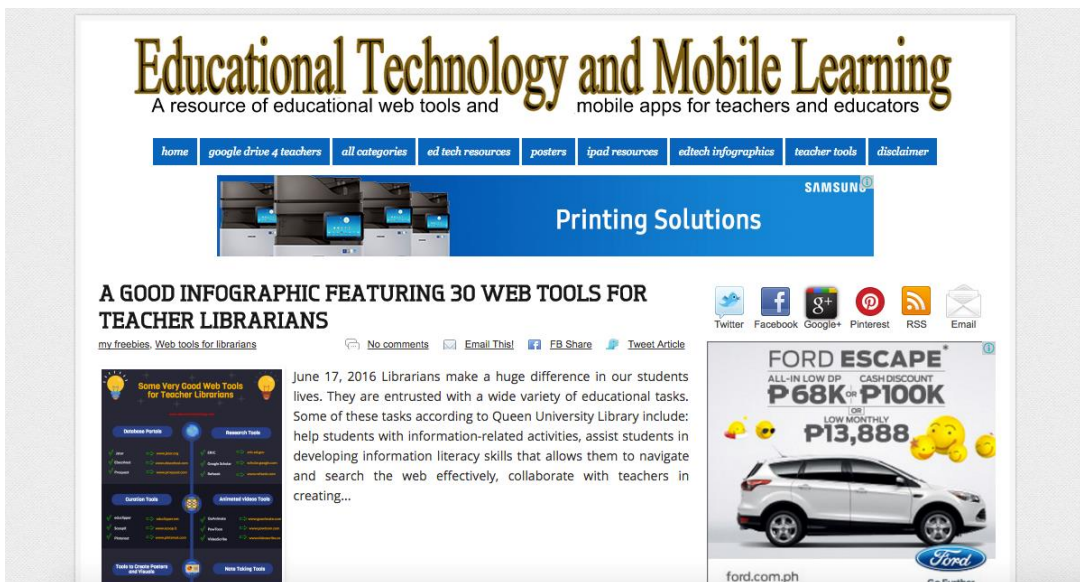 Educational Technology and Mobile Learning
A resource of educational web tools and mobile apps for teachers and educators
home google drive 4 teachers all categories ed tech resources posters ipad resources edtech infographics teacher tools disclaimer
SAMSUNG
Printing Solutions
A GOOD INFOGRAPHIC FEATURING 30 WEB TOOLS FOR
TEACHER LIBRARIANS
my freebies, Web tools for librarians
No comments Email This! FB Share Tweet Article
Some Very Good Web Tools
for Teacher Librarians
Database Portals
Research Tools
ERIC
Google Scholar
Curation Tools
Animated videos Tools
PowToon
VideoScribe
Tools to Create Posters
and Visuals
Note Taking Tools
June 17, 2016 Librarians make a huge difference in our students
lives. They are entrusted with a wide variety of educational tasks.
Some of these tasks according to Queen University Library include:
help students with information-related activities, assist students in
developing information literacy skills that allows them to navigate
and search the web effectively, collaborate with teachers in
creating...
Twitter Facebook Google+ Pinterest RSS Email
FORD ESCAPE*
ALL-IN LOW DP CASH DISCOUNT
₱68K OR ₱100K
OR
LOW MONTHLY
₱13,888
Ford
ford.com.ph
Go Further